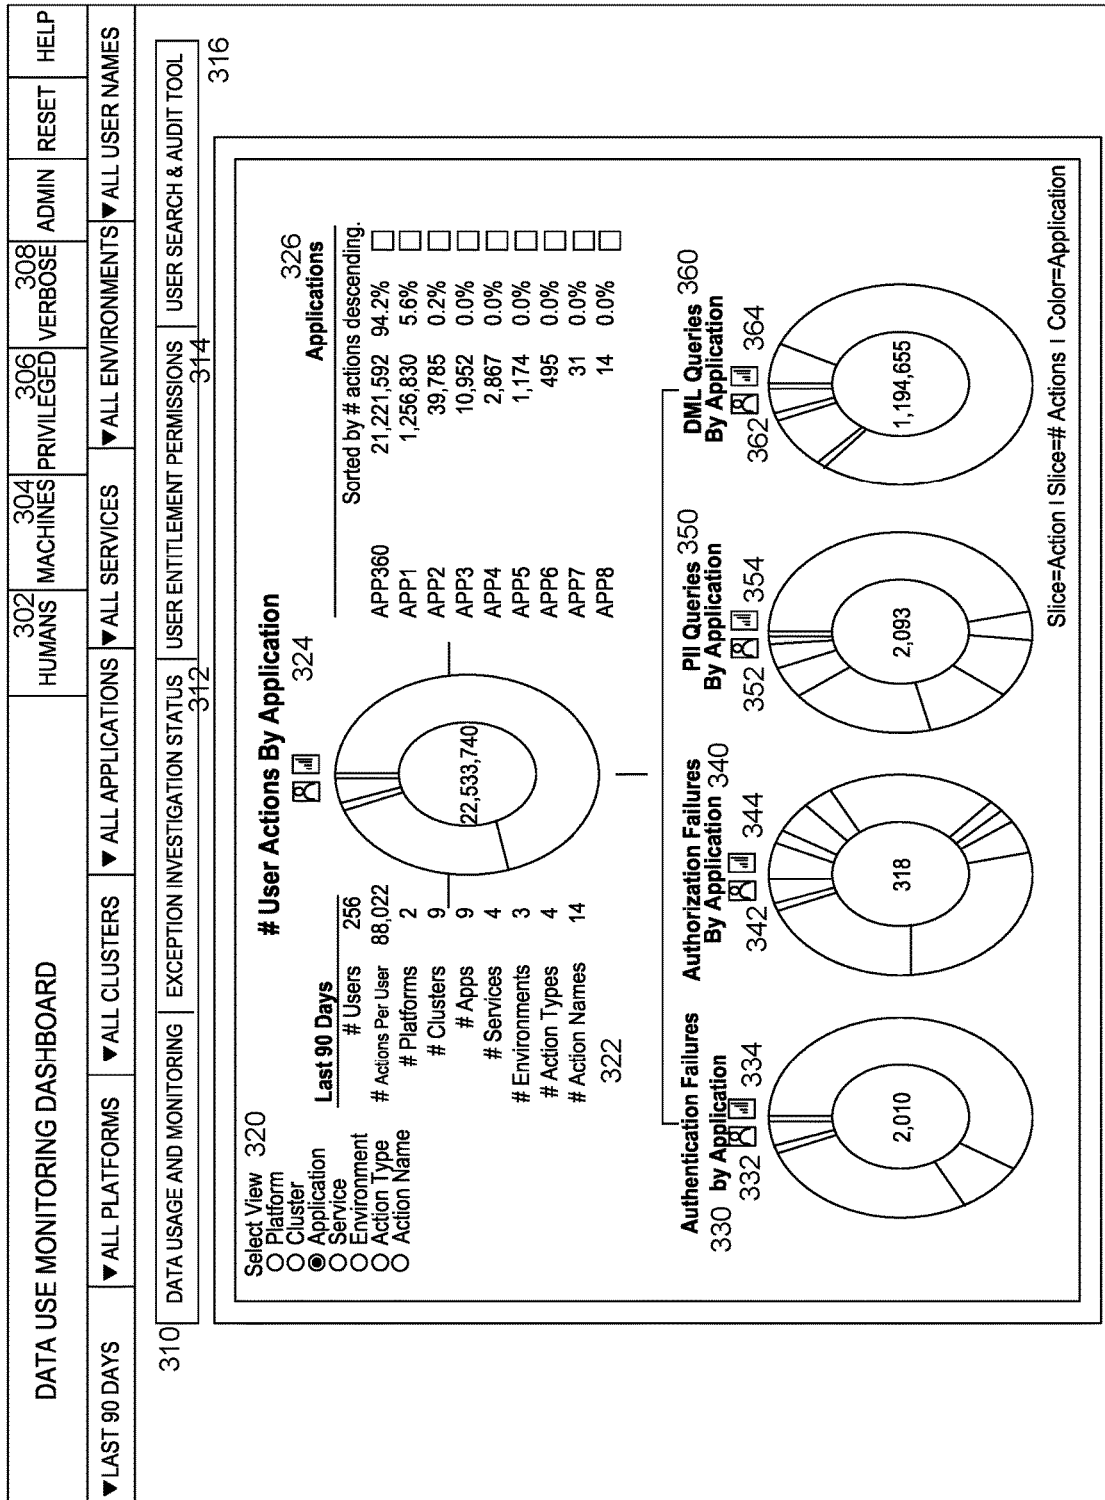 DATA USE MONITORING DASHBOARD
302 304 306 308
HUMANS MACHINES PRIVILEGED VERBOSE ADMIN RESET HELP
▼LAST 90 DAYS ▼ALL PLATFORMS ▼ALL CLUSTERS ▼ALL APPLICATIONS ▼ALL SERVICES ▼ALL ENVIRONMENTS ▼ALL USER NAMES
310 DATA USAGE AND MONITORING EXCEPTION INVESTIGATION STATUS USER ENTITLEMENT PERMISSIONS USER SEARCH & AUDIT TOOL
312 314 316
Select View 320
Platform
Cluster
Application
Service
Environment
Action Type
Action Name
Last 90 Days
# Users 256
# Actions Per User 88,022
# Platforms 2
# Clusters 9
# Apps 9
# Services 4
# Environments 3
# Action Types 4
# Action Names 14
322
# User Actions By Application
324
22,533,740
326
Applications
Sorted by # actions descending.
APP360 21,221,592 94.2%
APP1 1,256,830 5.6%
APP2 39,785 0.2%
APP3 10,952 0.0%
APP4 2,867 0.0%
APP5 1,174 0.0%
APP6 495 0.0%
APP7 31 0.0%
APP8 14 0.0%
Authentication Failures
330 by Application
332 334
2,010
Authorization Failures
By Application 340
342 344
318
PII Queries 350
By Application
352 354
2,093
DML Queries 360
By Application
362 364
1,194,655
Slice=Action I Slice=# Actions I Color=Application